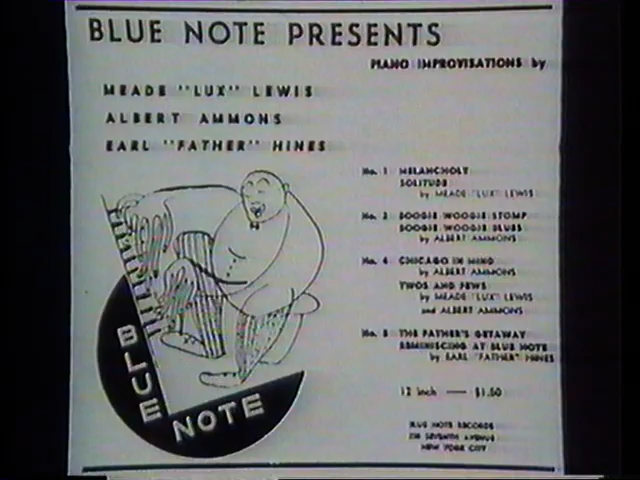 BLUE NOTE PRESENTS
PIANO IMPROVISATIONS by
MEADE "LUX" LEWIS
ALBERT AMMONS
EARL "FATHER" HINES
No. 1 MELANCHOLY
SOLITUDE
by MEADE "LUX" LEWIS
No. 2 BOOGIE WOOGIE STOMP
BOOGIE WOOGIE BLUES
by ALBERT AMMONS
No. 4 CHICAGO IN MIND
by ALBERT AMMONS
TWOS AND FEWS
by MEADE "LUX" LEWIS
and ALBERT AMMONS
No. 5 THE FATHER'S GETAWAY
REMINISCING AT BLUE NOTE
by EARL "FATHER" HINES
12 inch — $1.50
BLUE NOTE RECORDS
SEVENTH AVENUE
NEW YORK CITY
BLUE
NOTE